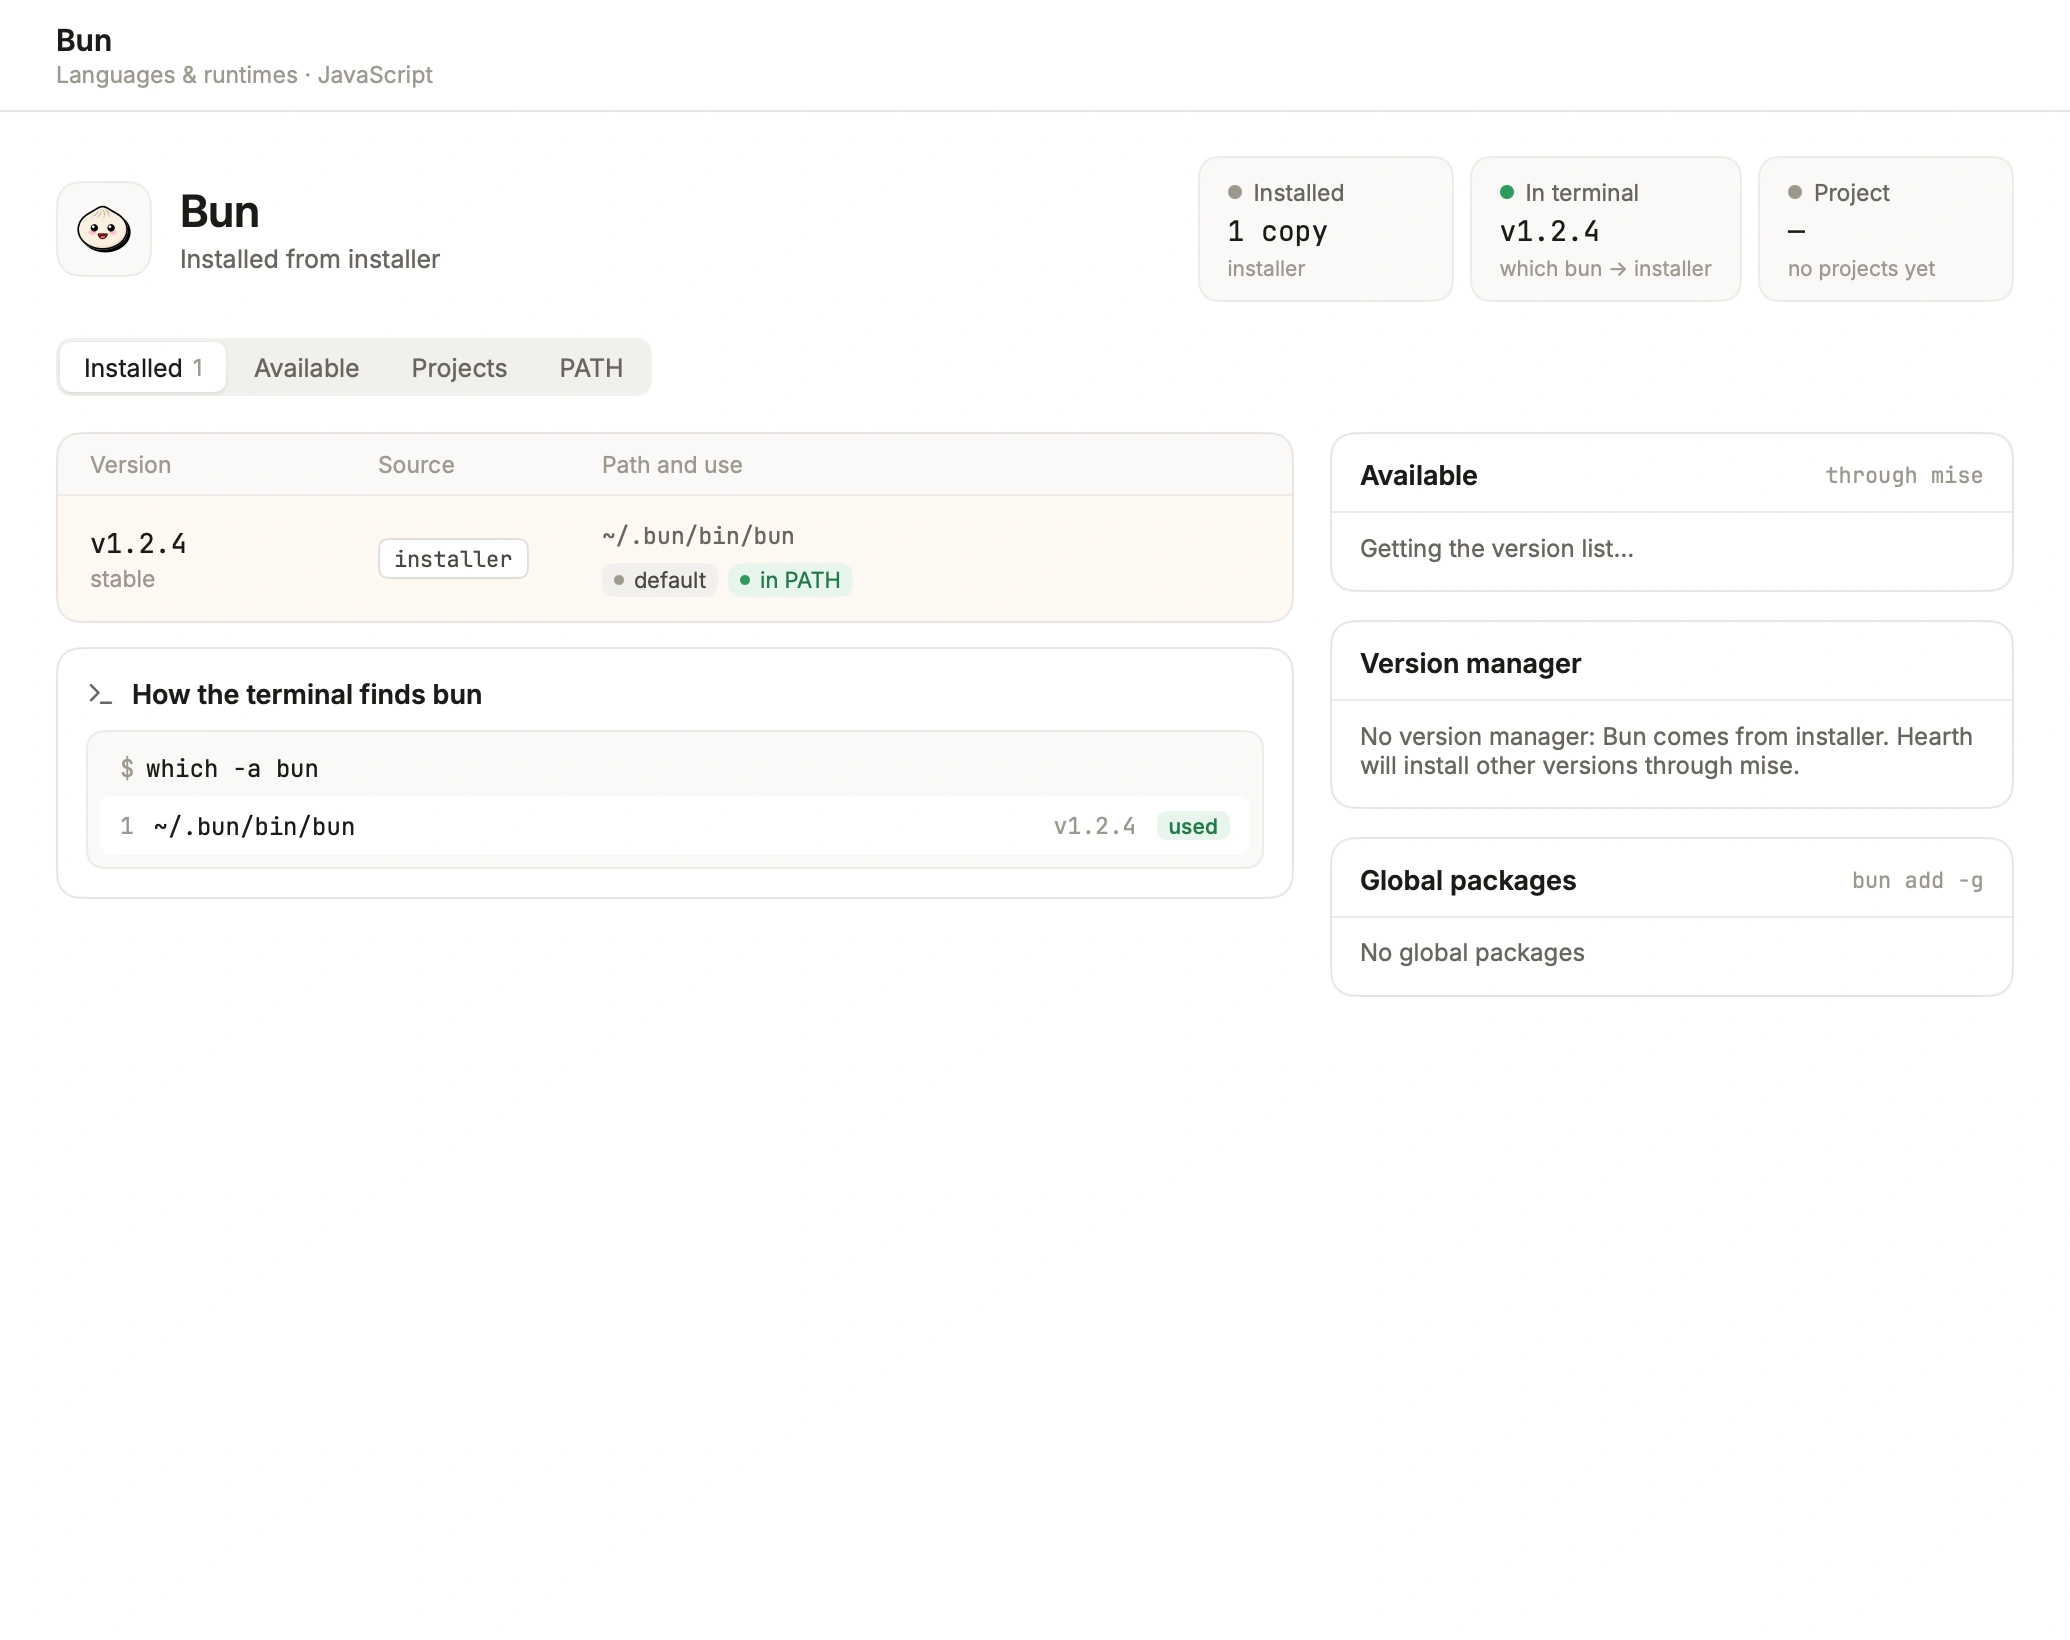 Bun
Languages & runtimes · JavaScript
Bun
Installed from installer
Installed
1 copy
installer
In terminal
v1.2.4
which bun → installer
Project
—
no projects yet
Installed 1
Available
Projects
PATH
Version
Source
Path and use
v1.2.4
stable
installer
~/.bun/bin/bun
default
in PATH
How the terminal finds bun
$ which -a bun
1 ~/.bun/bin/bun
v1.2.4
used
Available
through mise
Getting the version list...
Version manager
No version manager: Bun comes from installer. Hearth
will install other versions through mise.
Global packages
bun add -g
No global packages